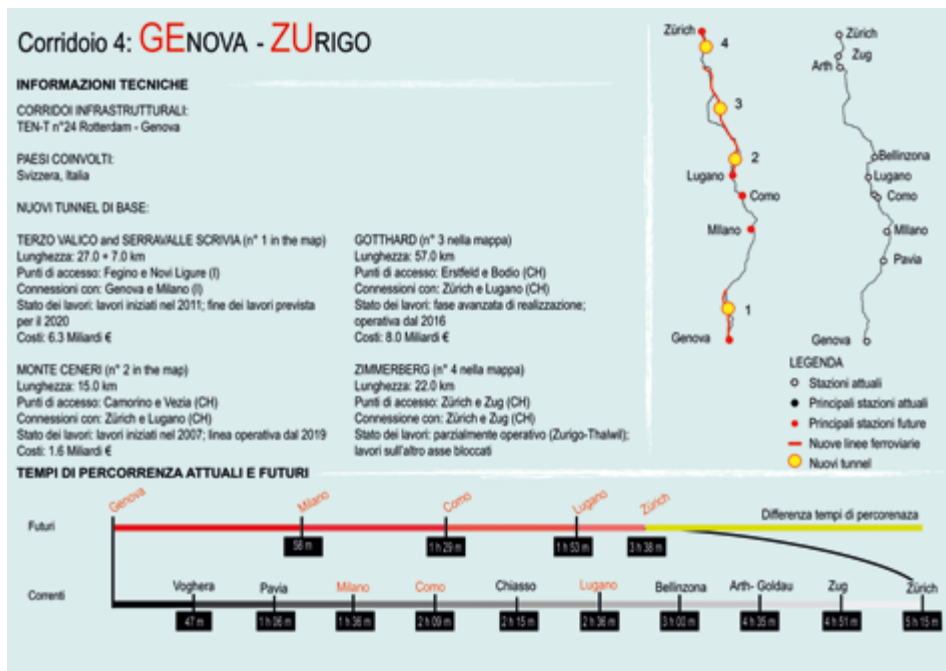 Corridoio 4: GENOVA - ZURIGO
INFORMAZIONI TECNICHE
CORRIDOI INFRASTRUTTURALI:
TEN-T n°24 Rotterdam - Genova
PAESI COINVOLTI:
Svizzera, Italia
NUOVI TUNNEL DI BASE:
TERZO VALICO and SERRAVALLE SCRIVIA (n° 1 in the map)
Lunghezza: 27.0 + 7.0 km
Punti di accesso: Fegino e Novi Ligure (I)
Connessioni con: Genova e Milano (I)
Stato dei lavori: lavori iniziati nel 2011; fine dei lavori prevista
per il 2020
Costi: 6.3 Miliardi €
MONTE CENERI (n° 2 in the map)
Lunghezza: 15.0 km
Punti di accesso: Camorino e Vezia (CH)
Connessioni con: Zürich e Lugano (CH)
Stato dei lavori: lavori iniziati nel 2007; linea operativa dal 2019
Costi: 1.6 Miliardi €
GOTTHARD (n° 3 nella mappa)
Lunghezza: 57.0 km
Punti di accesso: Erstfeld e Bodio (CH)
Connessioni con: Zürich e Lugano (CH)
Stato dei lavori: fase avanzata di realizzazione;
operativa dal 2016
Costi: 8.0 Miliardi €
ZIMMERBERG (n° 4 nella mappa)
Lunghezza: 22.0 km
Punti di accesso: Zürich e Zug (CH)
Connessione con: Zürich e Zug (CH)
Stato dei lavori: parzialmente operativo (Zurigo-Thalwil);
lavori sull'altro asse bloccati
Zürich
4
3
2
Lugano
Como
Milano
1
Genova
Zürich
Zug
Arth
Bellinzona
Lugano
Como
Milano
Pavia
Genova
LEGENDA
Stazioni attuali
Principali stazioni attuali
Principali stazioni future
Nuove linee ferroviarie
Nuovi tunnel
TEMPI DI PERCORRENZA ATTUALI E FUTURI
Genova Milano Como Lugano Zürich
Futuri
Differenza tempi di percorenaza
58 m 1 h 29 m 1 h 53 m 3 h 38 m
Voghera Pavia Milano Como Chiasso Lugano Bellinzona Arth- Goldau Zug Zürich
Correnti
47 m 1 h 06 m 1 h 36 m 2 h 09 m 2 h 15 m 2 h 36 m 3 h 00 m 4 h 35 m 4 h 51 m 5 h 15 m